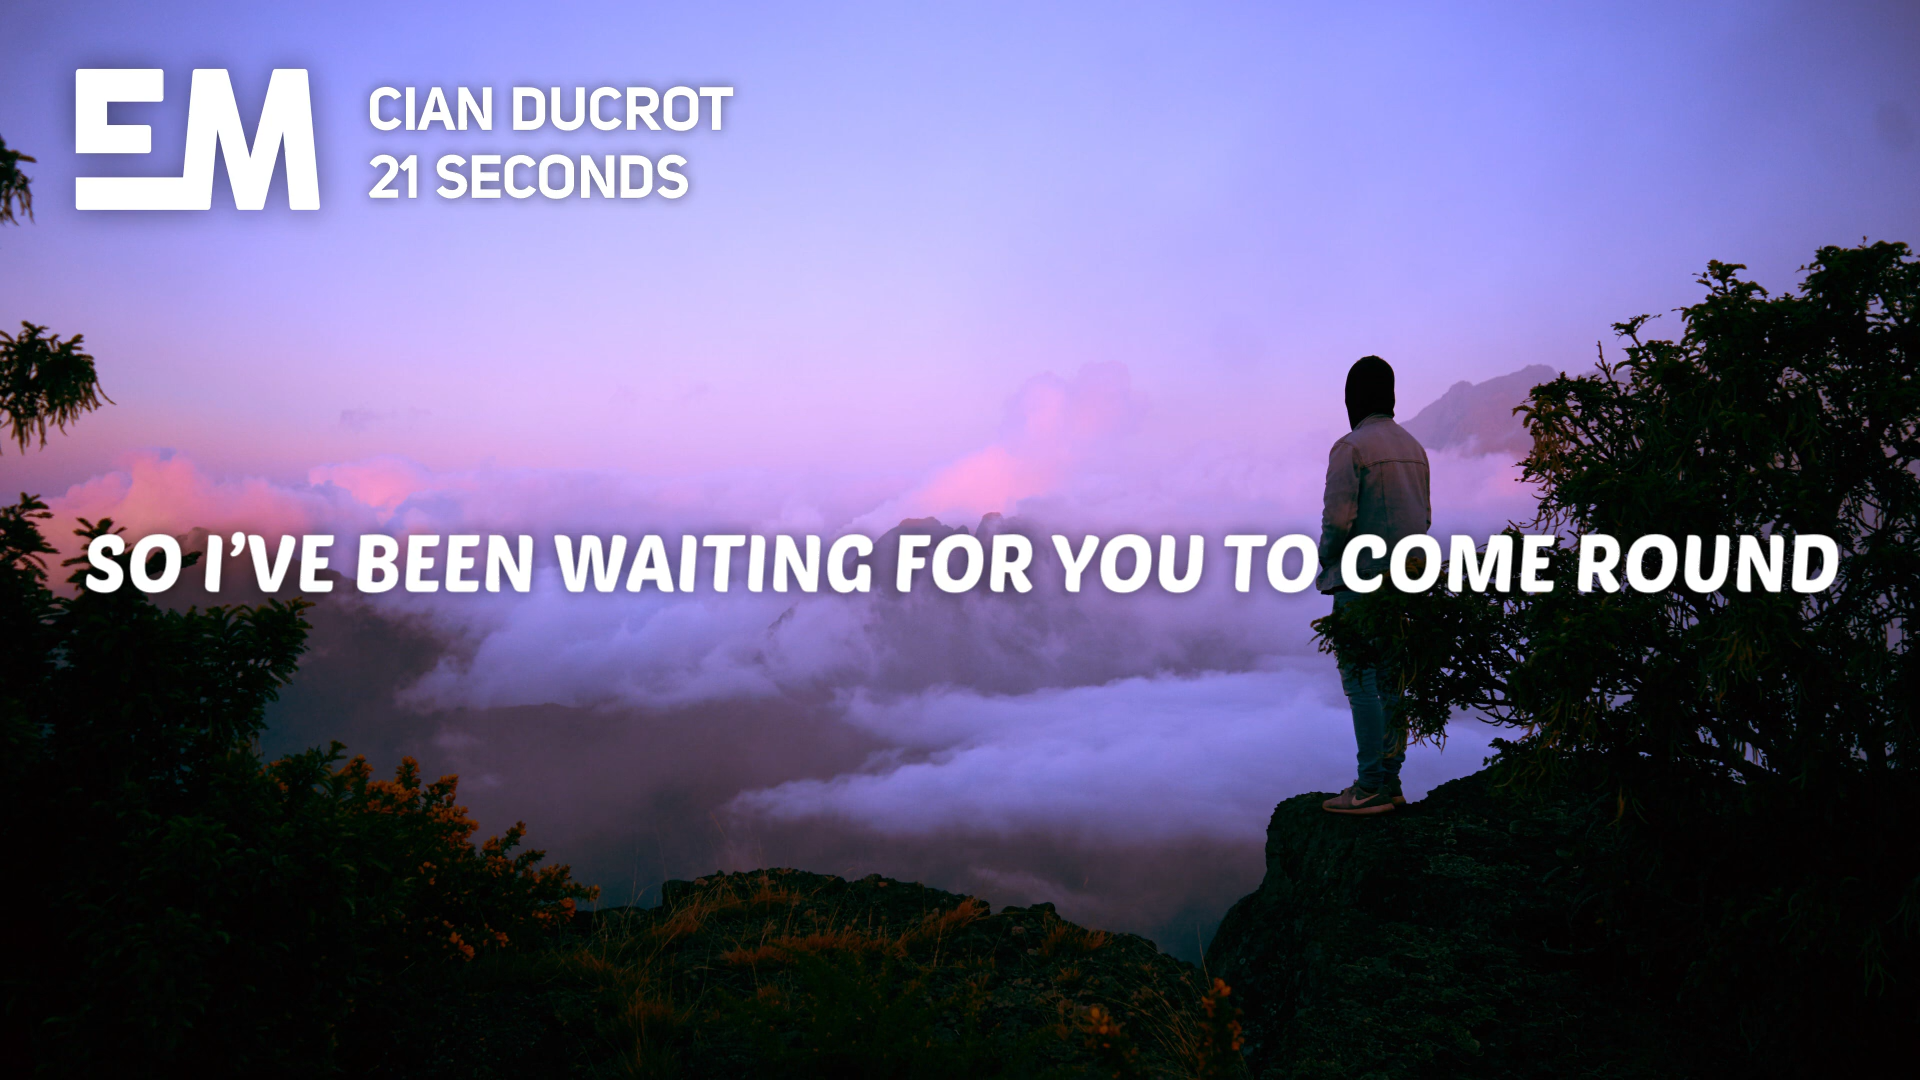 EM
CIAN DUCROT
21 SECONDS
SO I’VE BEEN WAITING FOR YOU TO COME ROUND